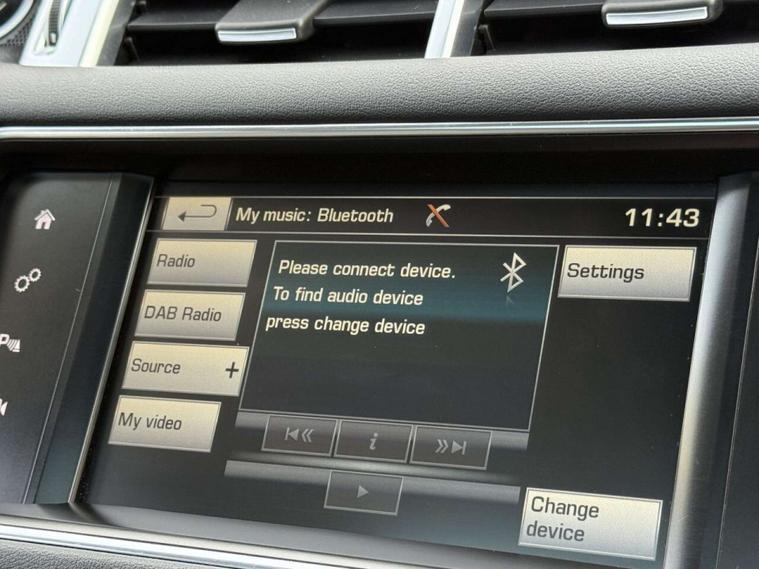 My music: Bluetooth
11:43
Radio
DAB Radio
Source +
My video
Please connect device.
To find audio device
press change device
Settings
i
Change
device
P